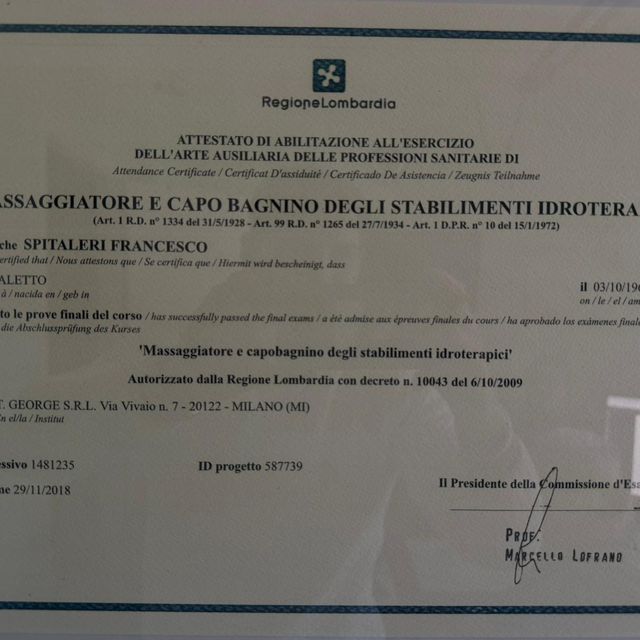 RegioneLombardia
ATTESTATO DI ABILITAZIONE ALL'ESERCIZIO
DELL'ARTE AUSILIARIA DELLE PROFESSIONI SANITARIE DI
Attendance Certificate / Certificat D'assiduité / Certificado De Asistencia / Zeugnis Teilnahme
ASSAGGIATORE E CAPO BAGNINO DEGLI STABILIMENTI IDROTERA
(Art. 1 R.D. n° 1334 del 31/5/1928 - Art. 99 R.D. n° 1265 del 27/7/1934 - Art. 1 D.P.R. n° 10 del 15/1/1972)
che SPITALERI FRANCESCO
ertified that / Nous attestons que / Se certifica que / Hiermit wird bescheinigt, dass
ALETTO il 03/10/196
à / nacida en / geb in on / le / el / am
to le prove finali del corso / has successfully passed the final exams / a été admise aux épreuves finales du cours / ha aprobado los exámenes finale
die Abschlussprüfung des Kurses
'Massaggiatore e capobagnino degli stabilimenti idroterapici'
Autorizzato dalla Regione Lombardia con decreto n. 10043 del 6/10/2009
T. GEORGE S.R.L. Via Vivaio n. 7 - 20122 - MILANO (MI)
En el/la / Institut
essivo 1481235 ID progetto 587739
ne 29/11/2018 Il Presidente della Commissione d'Esa
PROF.
MARCELLO LOFRANO